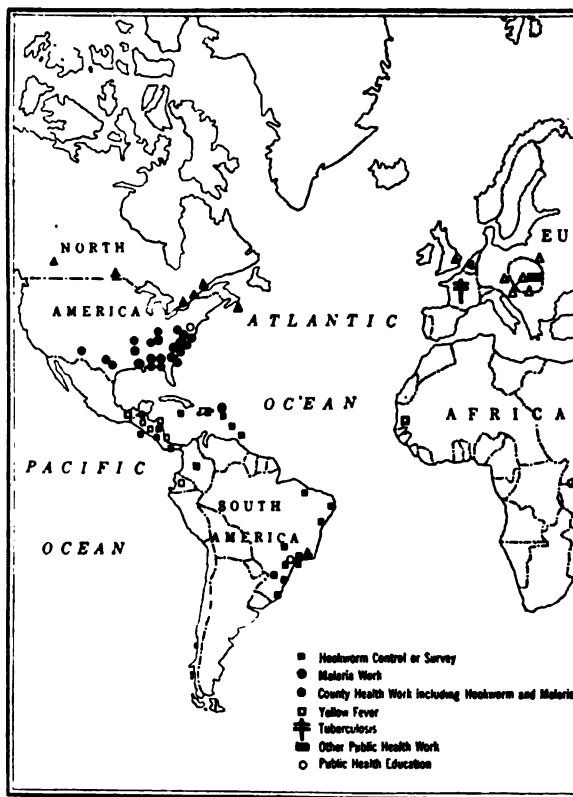 NORTH
EU
AMERICA
ATLANTIC
OCEAN
AFRICA
PACIFIC
SOUTH
AMERICA
OCEAN
Hookworm Control or Survey
Malaria Work
County Health Work including Hookworm and Malaria
Yellow Fever
Tuberculosis
Other Public Health Work
Public Health Education